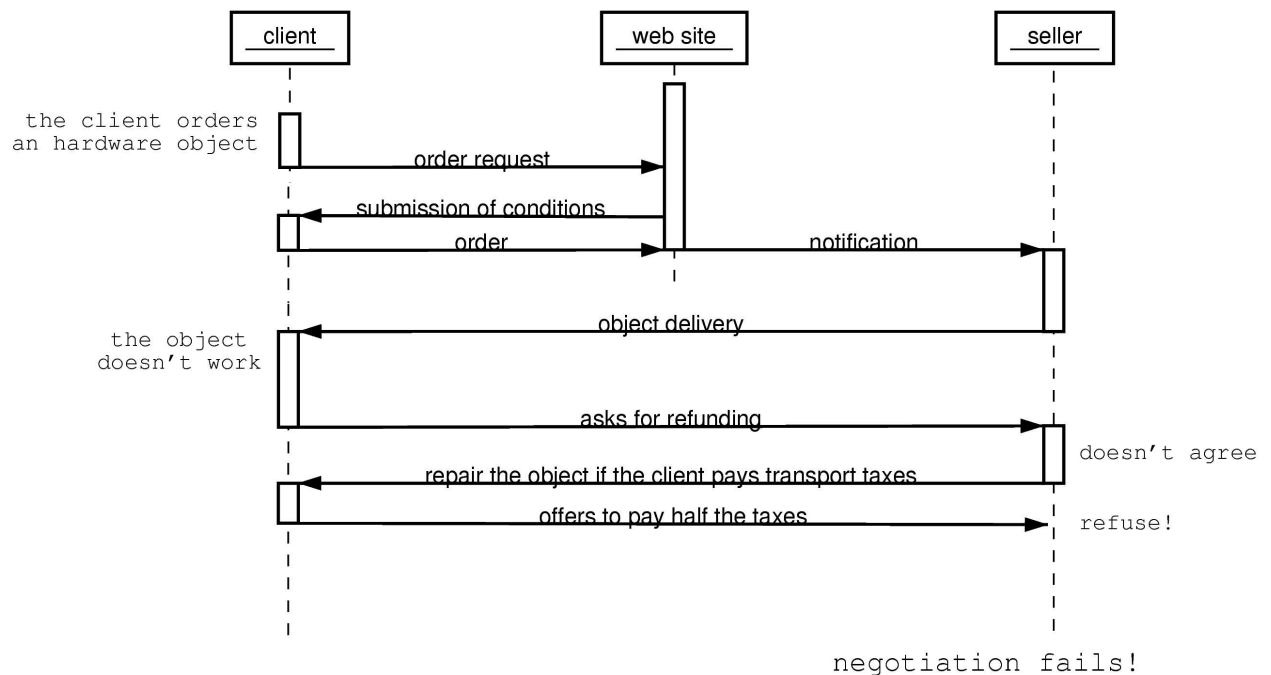 client
web site
seller
the client orders
an hardware object
order request
submission of conditions
order
notification
object delivery
the object
doesn't work
asks for refunding
doesn't agree
repair the object if the client pays transport taxes
offers to pay half the taxes
refuse!
negotiation fails!